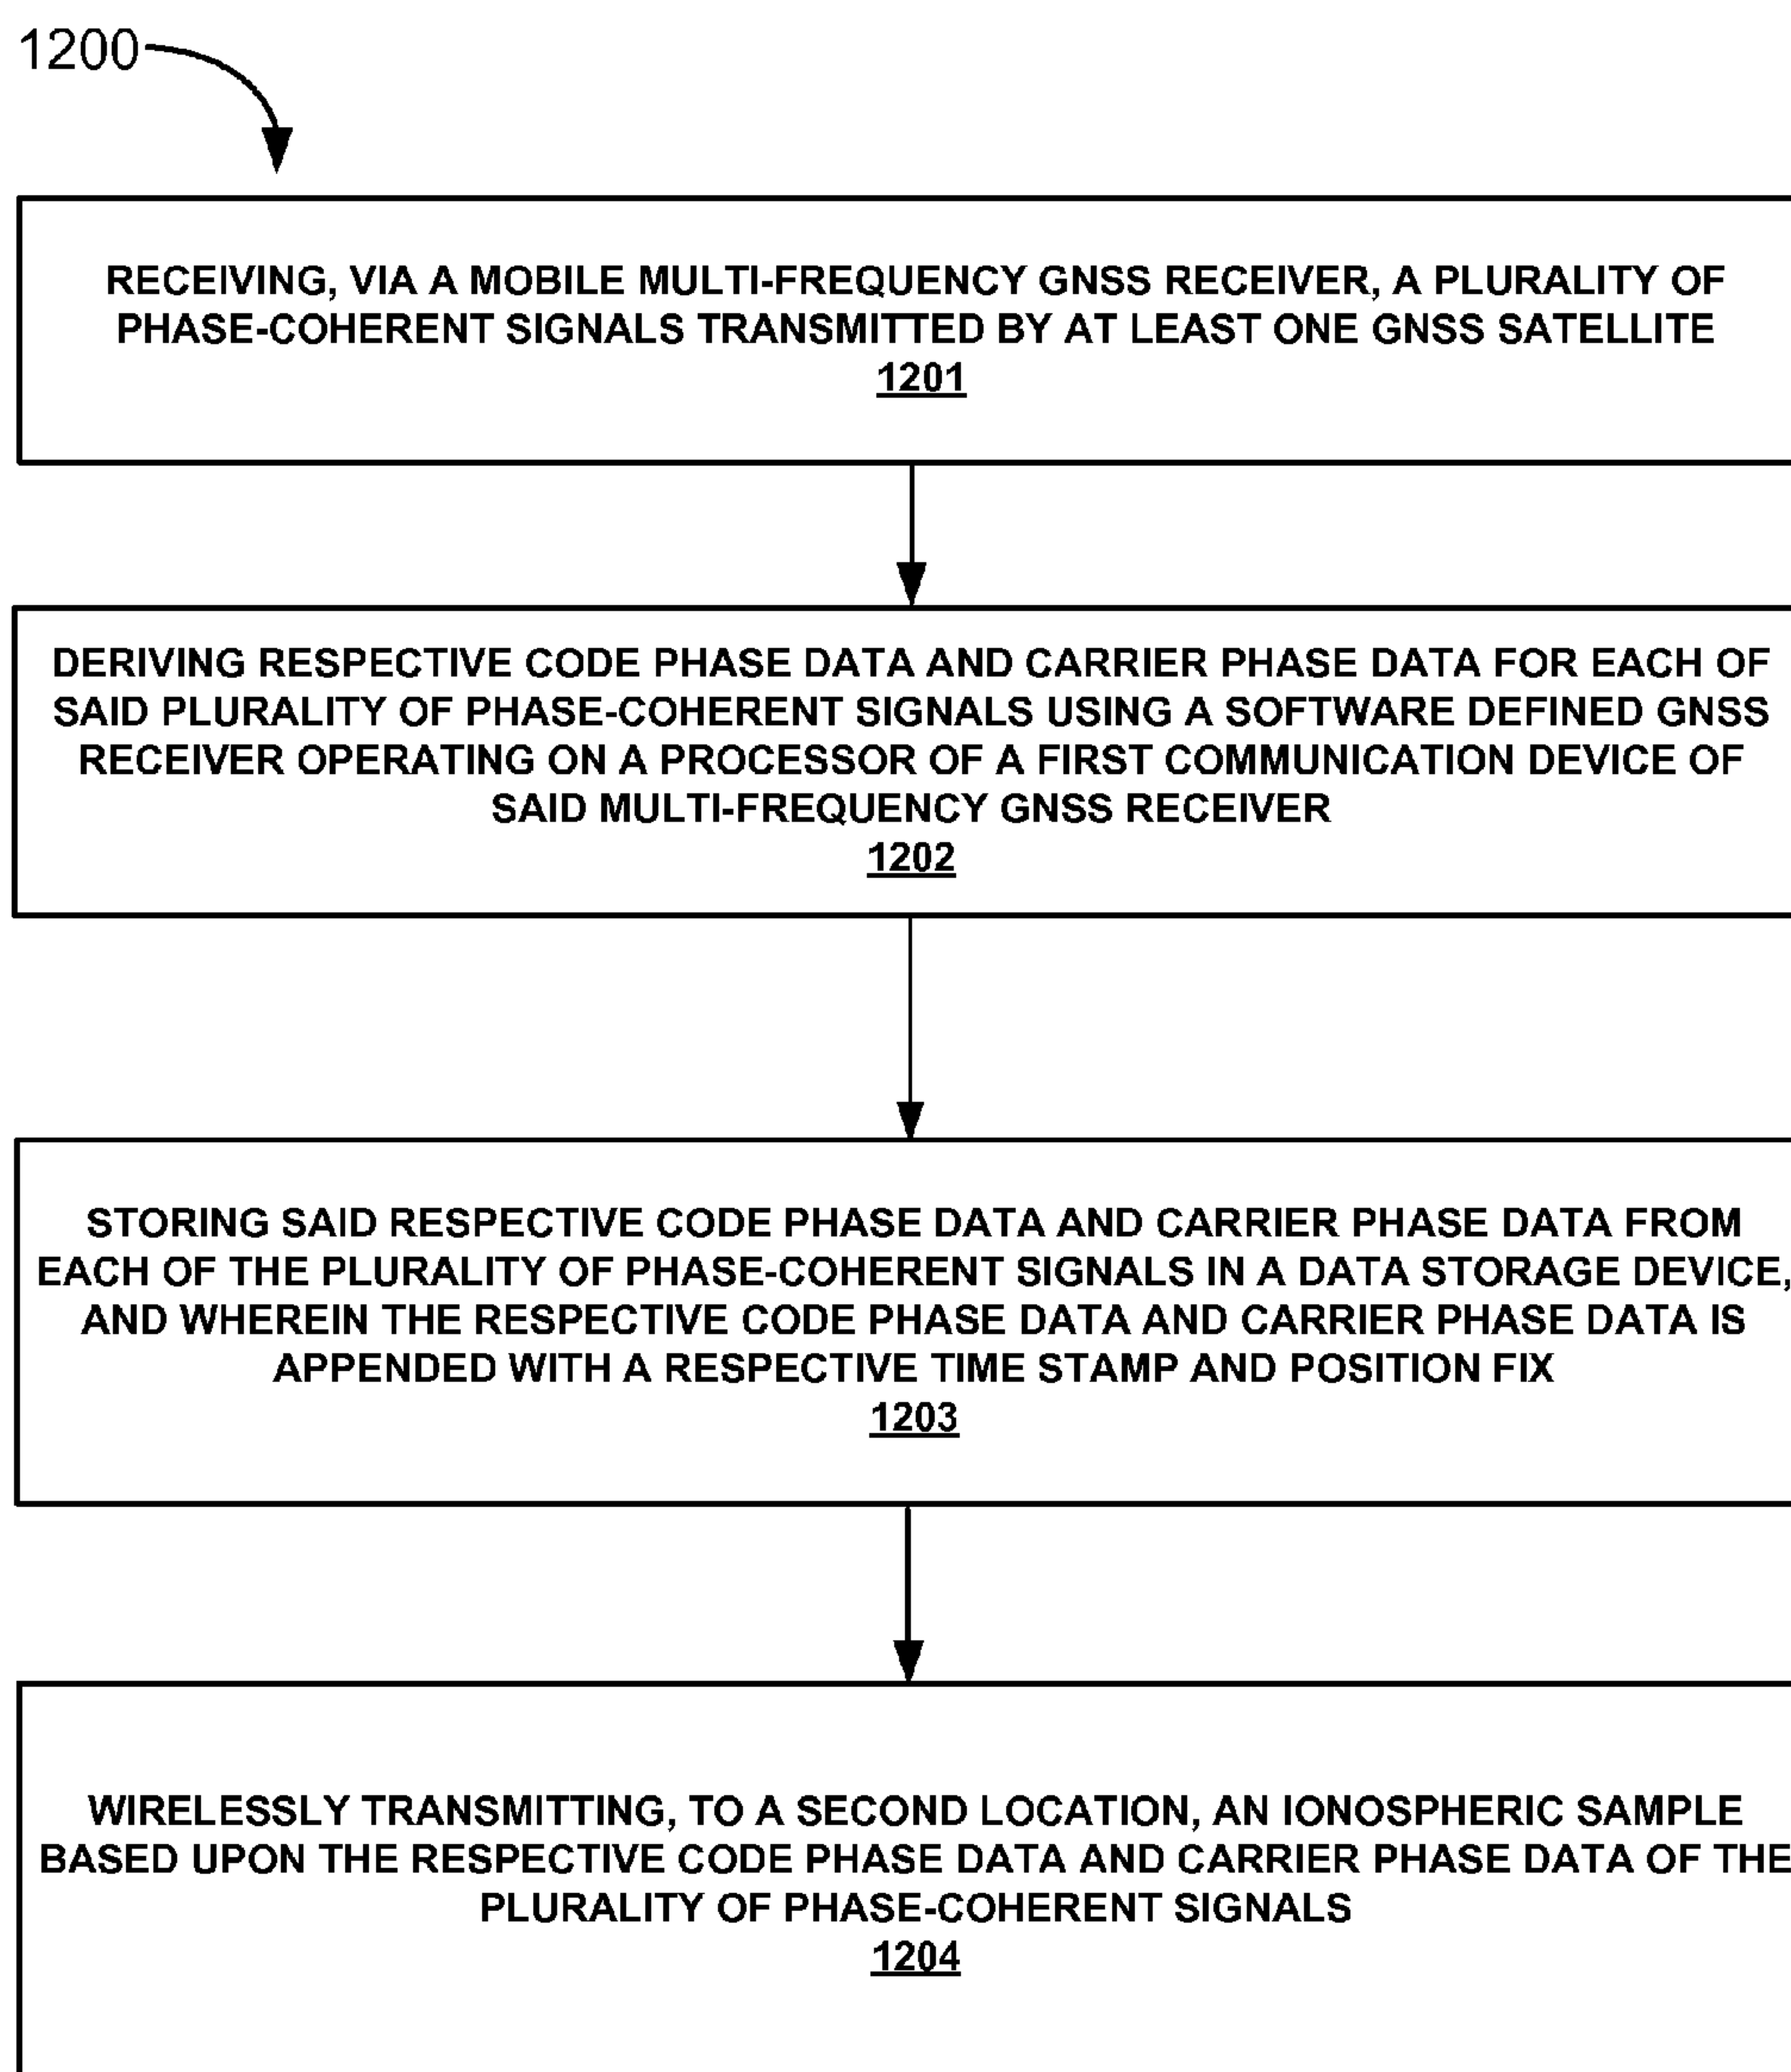 1200
RECEIVING, VIA A MOBILE MULTI-FREQUENCY GNSS RECEIVER, A PLURALITY OF
PHASE-COHERENT SIGNALS TRANSMITTED BY AT LEAST ONE GNSS SATELLITE
1201
DERIVING RESPECTIVE CODE PHASE DATA AND CARRIER PHASE DATA FOR EACH OF
SAID PLURALITY OF PHASE-COHERENT SIGNALS USING A SOFTWARE DEFINED GNSS
RECEIVER OPERATING ON A PROCESSOR OF A FIRST COMMUNICATION DEVICE OF
SAID MULTI-FREQUENCY GNSS RECEIVER
1202
STORING SAID RESPECTIVE CODE PHASE DATA AND CARRIER PHASE DATA FROM
EACH OF THE PLURALITY OF PHASE-COHERENT SIGNALS IN A DATA STORAGE DEVICE,
AND WHEREIN THE RESPECTIVE CODE PHASE DATA AND CARRIER PHASE DATA IS
APPENDED WITH A RESPECTIVE TIME STAMP AND POSITION FIX
1203
WIRELESSLY TRANSMITTING, TO A SECOND LOCATION, AN IONOSPHERIC SAMPLE
BASED UPON THE RESPECTIVE CODE PHASE DATA AND CARRIER PHASE DATA OF THE
PLURALITY OF PHASE-COHERENT SIGNALS
1204